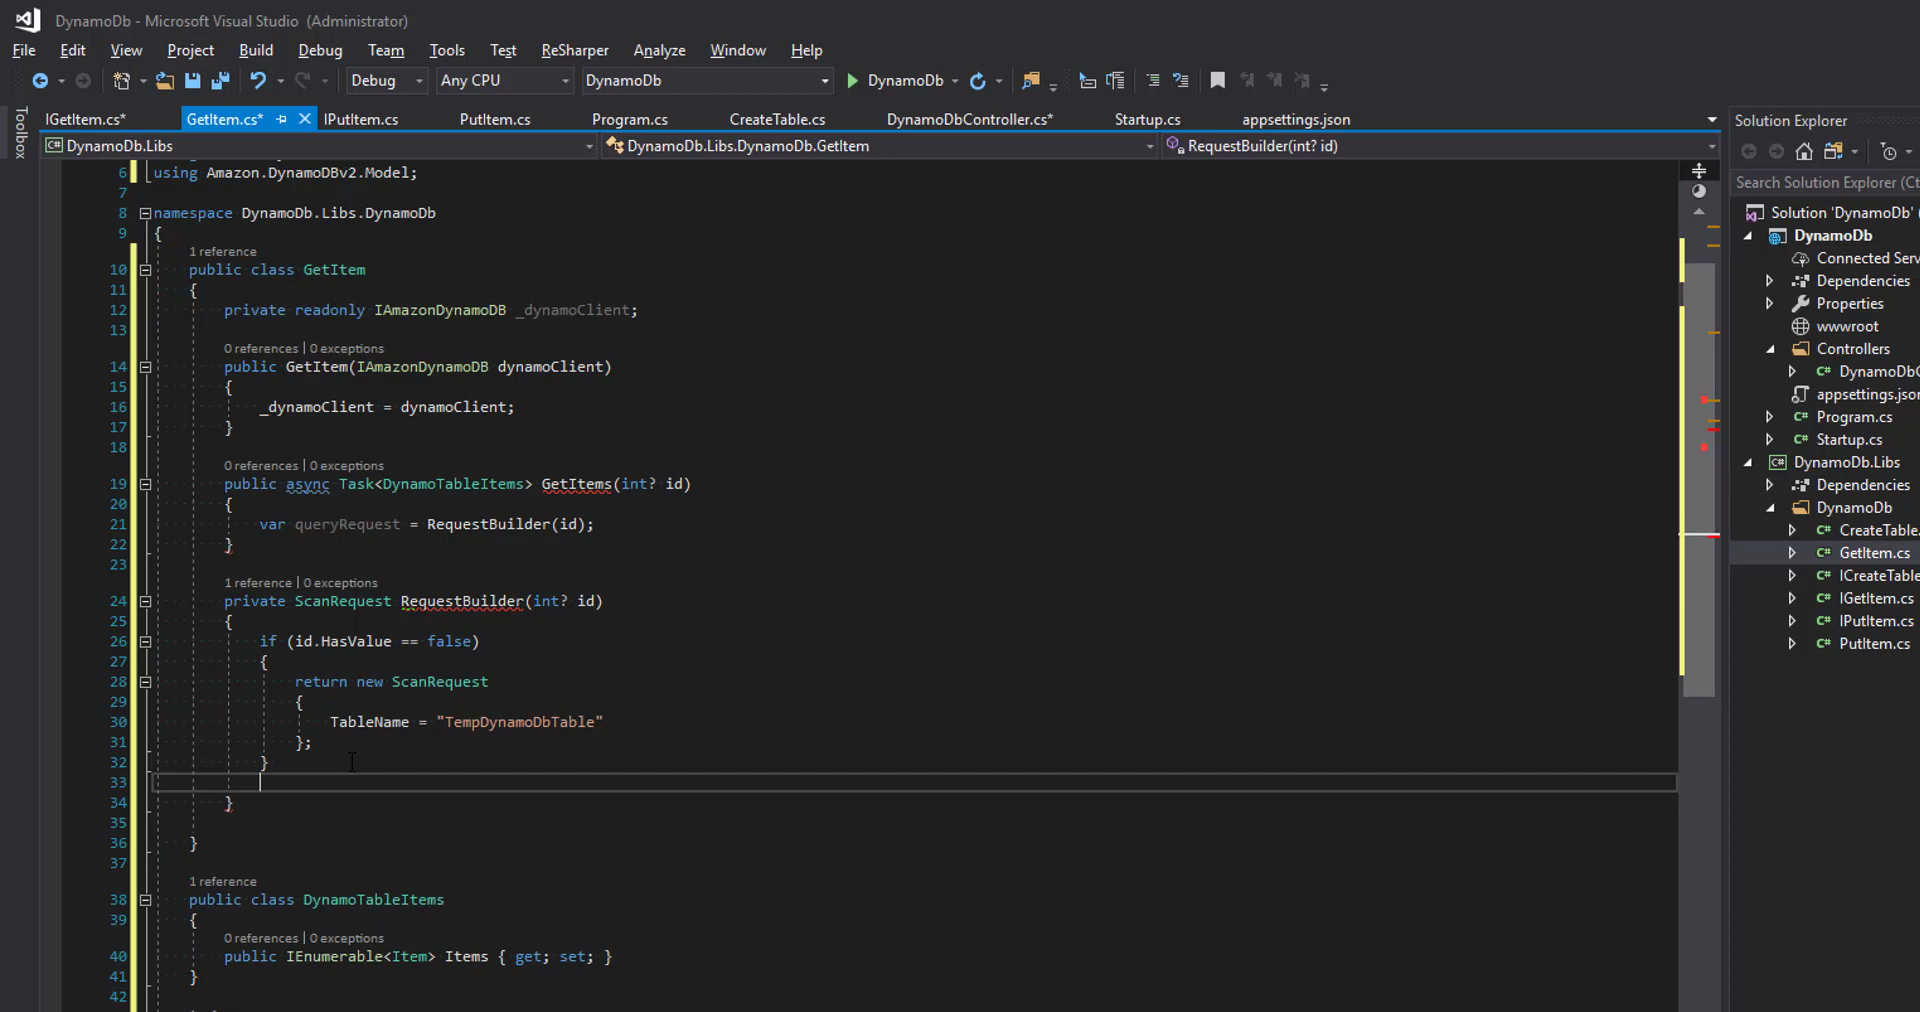 DynamoDb - Microsoft Visual Studio (Administrator)
File Edit View Project Build Debug Team Tools Test ReSharper Analyze Window Help
Debug Any CPU DynamoDb DynamoDb
Toolbox
IGetItem.cs* GetItem.cs* IPutItem.cs PutItem.cs Program.cs CreateTable.cs DynamoDbController.cs* Startup.cs appsettings.json
DynamoDb.Libs DynamoDb.Libs.DynamoDb.GetItem RequestBuilder(int? id)
6 using Amazon.DynamoDBv2.Model;
7
8 namespace DynamoDb.Libs.DynamoDb
9 {
1 reference
10 public class GetItem
11 {
12 private readonly IAmazonDynamoDB _dynamoClient;
13
0 references | 0 exceptions
14 public GetItem(IAmazonDynamoDB dynamoClient)
15 {
16 _dynamoClient = dynamoClient;
17 }
18
0 references | 0 exceptions
19 public async Task<DynamoTableItems> GetItems(int? id)
20 {
21 var queryRequest = RequestBuilder(id);
22 }
23
1 reference | 0 exceptions
24 private ScanRequest RequestBuilder(int? id)
25 {
26 if (id.HasValue == false)
27 {
28 return new ScanRequest
29 {
30 TableName = "TempDynamoDbTable"
31 };
32 }
33
34 }
35
36 }
37
1 reference
38 public class DynamoTableItems
39 {
0 references | 0 exceptions
40 public IEnumerable<Item> Items { get; set; }
41 }
42
Solution Explorer
Search Solution Explorer (Ct
Solution 'DynamoDb' (
DynamoDb
Connected Serv
Dependencies
Properties
wwwroot
Controllers
DynamoDbC
appsettings.json
Program.cs
Startup.cs
DynamoDb.Libs
Dependencies
DynamoDb
CreateTable.
GetItem.cs
ICreateTable
IGetItem.cs
IPutItem.cs
PutItem.cs